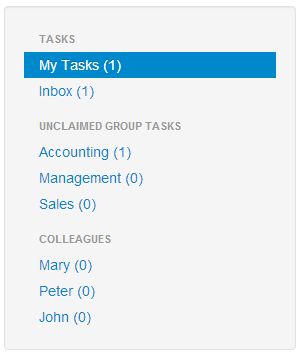 TASKS
My Tasks (1)
Inbox (1)
UNCLAIMED GROUP TASKS
Accounting (1)
Management (0)
Sales (0)
COLLEAGUES
Mary (0)
Peter (0)
John (0)